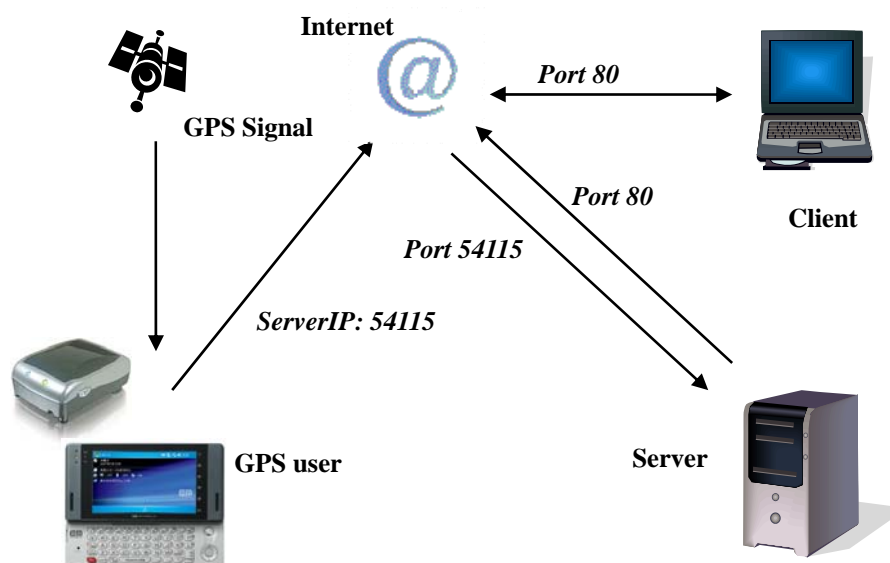 Internet
@
Port 80
GPS Signal
Port 80
Client
Port 54115
ServerIP: 54115
GPS user
Server